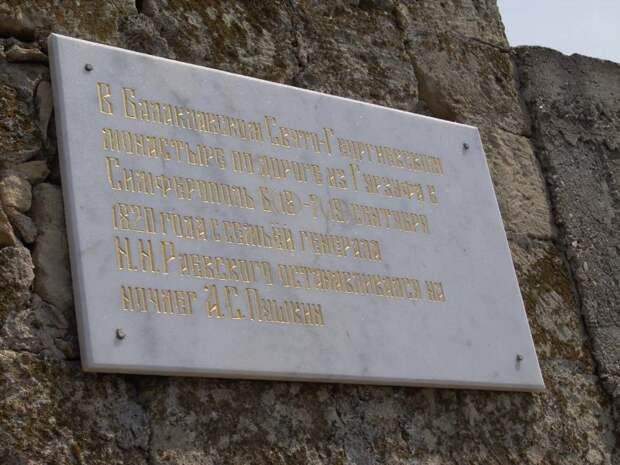 В Балаклавском Свято-Георгиевском
монастыре по дороге из Гурзуфа в
Симферополь 6(18)-7(19) сентября
1820 года с семьёй генерала
Н.Н.Раевского останавливался на
ночлег А.С.Пушкин